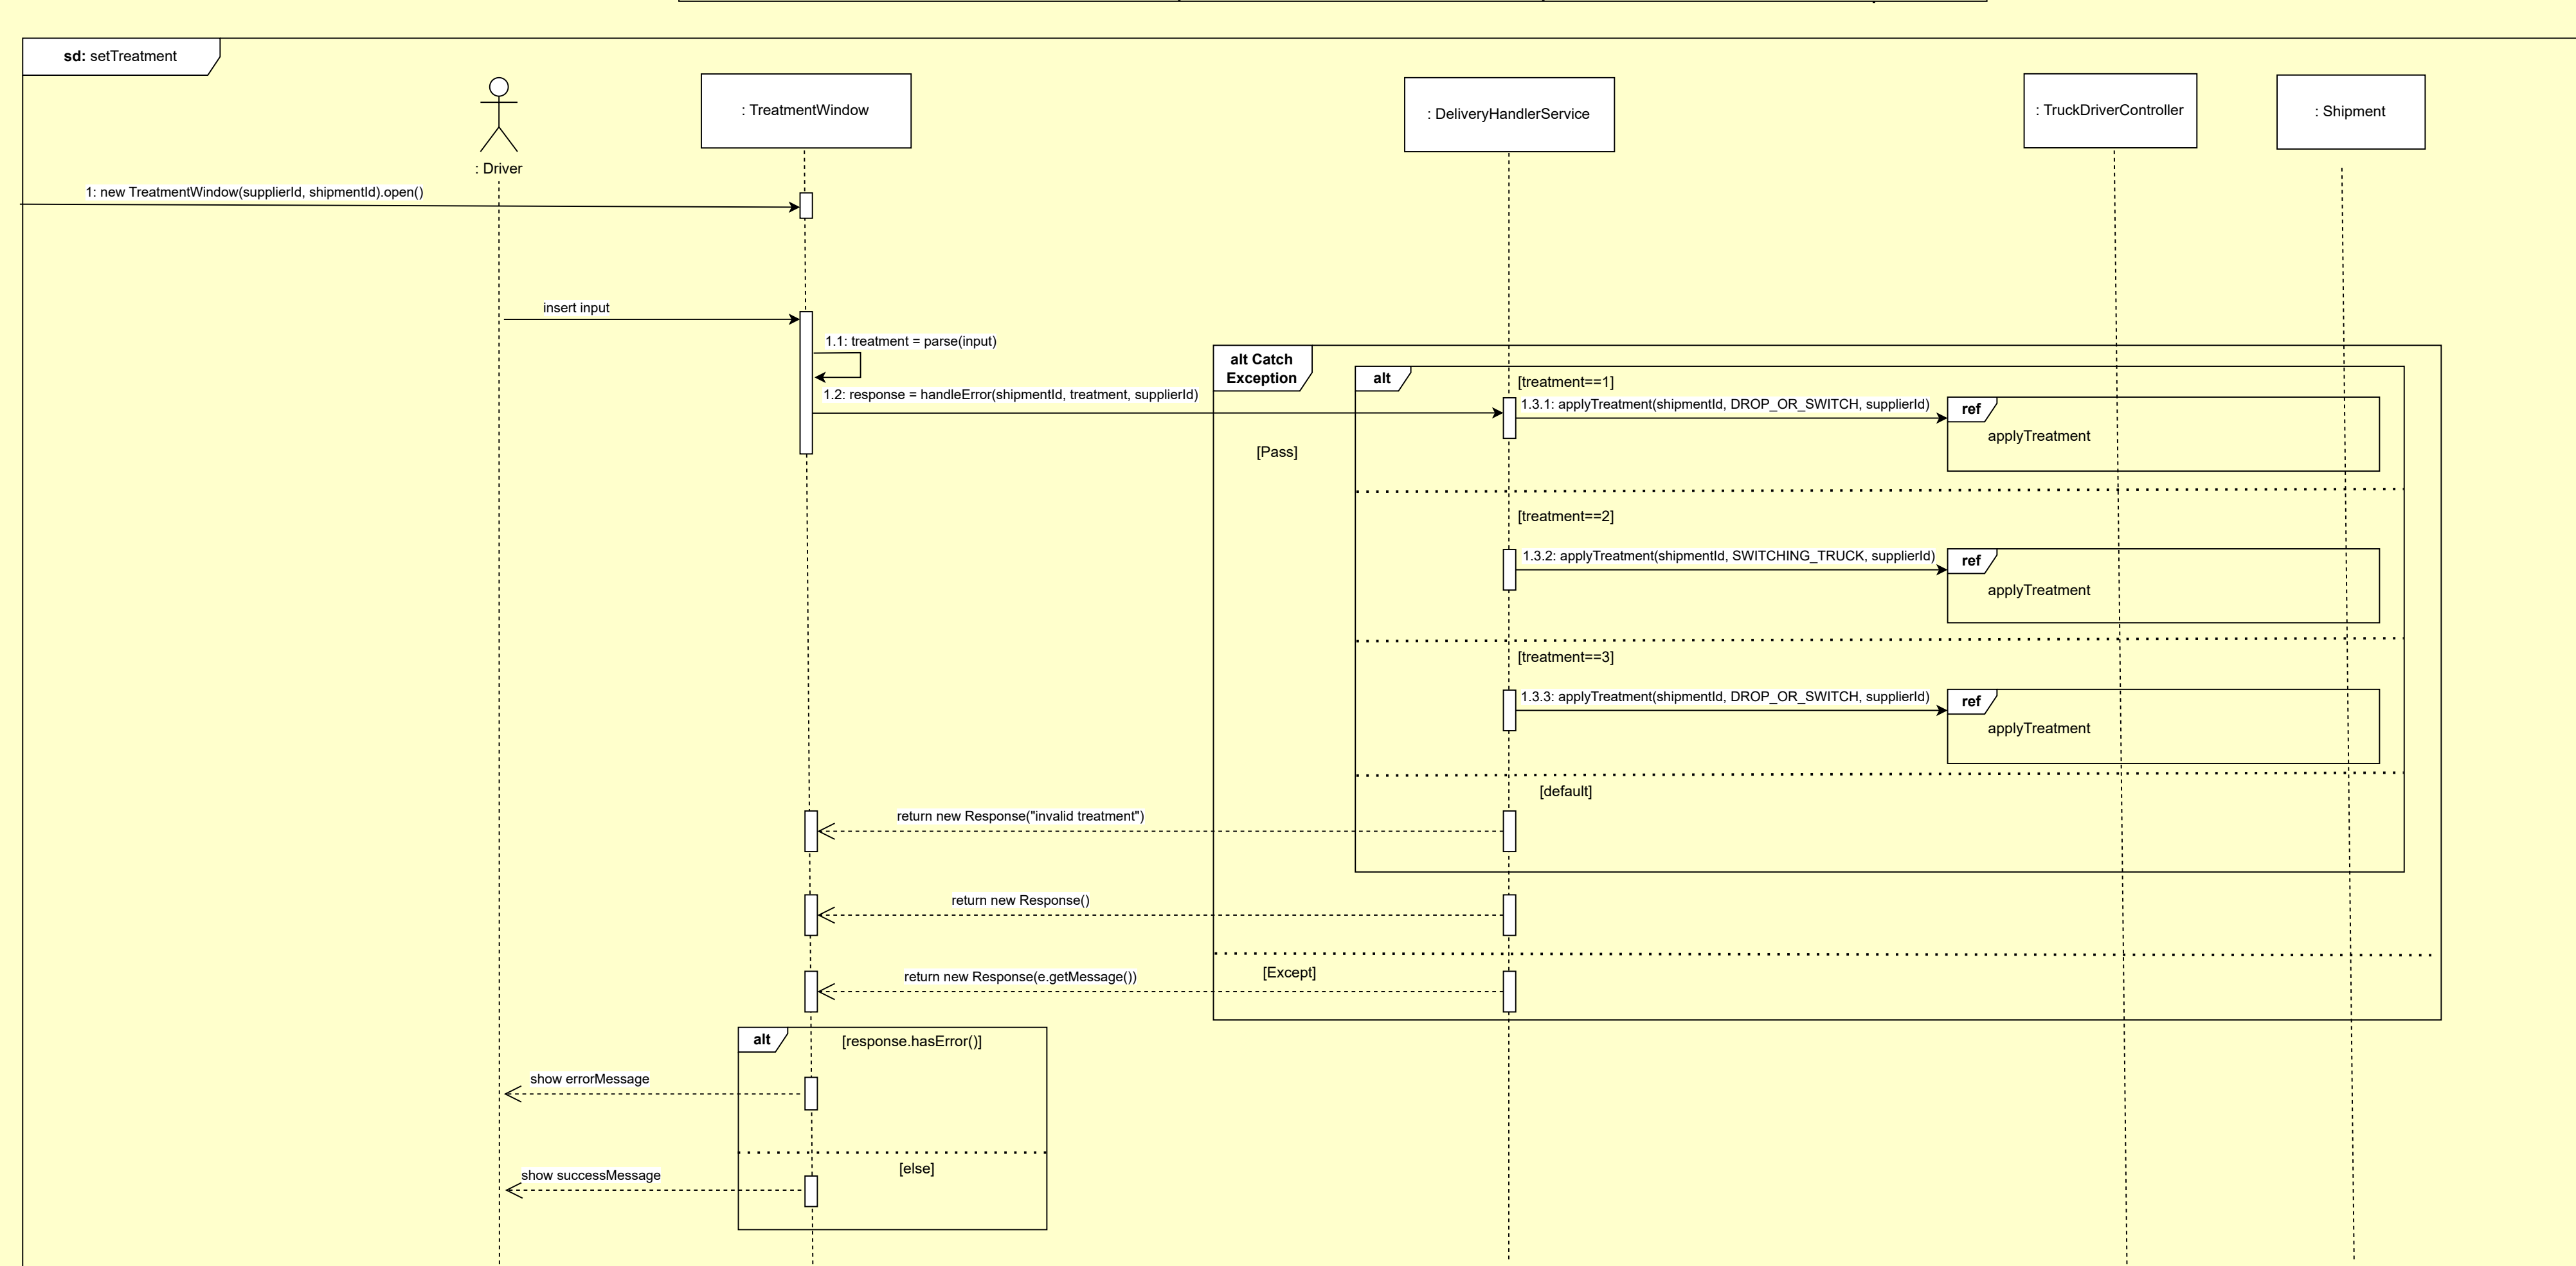 sd: setTreatment
: Driver
: TreatmentWindow
: DeliveryHandlerService
: TruckDriverController
: Shipment
1: new TreatmentWindow(supplierId, shipmentId).open()
insert input
1.1: treatment = parse(input)
1.2: response = handleError(shipmentId, treatment, supplierId)
alt Catch
Exception
[Pass]
alt
[treatment==1]
1.3.1: applyTreatment(shipmentId, DROP_OR_SWITCH, supplierId)
ref
applyTreatment
[treatment==2]
1.3.2: applyTreatment(shipmentId, SWITCHING_TRUCK, supplierId)
ref
applyTreatment
[treatment==3]
1.3.3: applyTreatment(shipmentId, DROP_OR_SWITCH, supplierId)
ref
applyTreatment
[default]
return new Response("invalid treatment")
return new Response()
[Except]
return new Response(e.getMessage())
alt
[response.hasError()]
show errorMessage
[else]
show successMessage